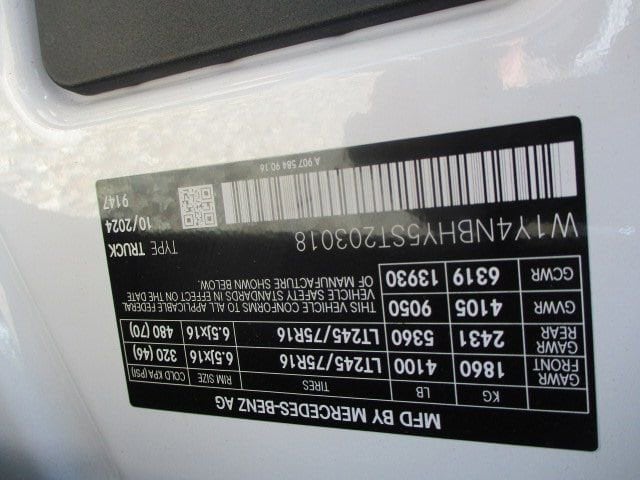 MFD BY MERCEDES-BENZ AG
KG LB TIRES RIM SIZE COLD KPA (PSI)
GAWR FRONT 1860 4100 LT245/75R16 6.5Jx16 320 (46)
GAWR REAR 2431 5360 LT245/75R16 6.5Jx16 480 (70)
GVWR 4105 9050 THIS VEHICLE CONFORMS TO ALL APPLICABLE FEDERAL
VEHICLE SAFETY STANDARDS IN EFFECT ON THE DATE
GCWR 6319 13930 OF MANUFACTURE SHOWN BELOW.
W1Y4NBHY5ST203018 TYPE TRUCK
10/2024
9147
A 907 584 90 16